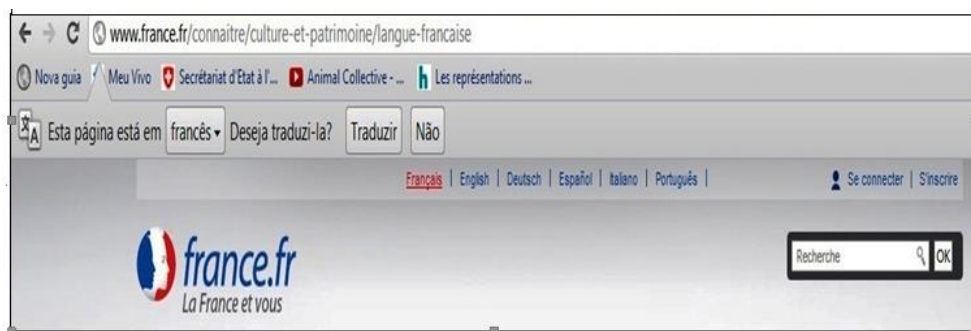 www.france.fr/connaitre/culture-et-patrimoine/langue-francaise
Nova guia Meu Vivo Secrétariat d'Etat à l'... Animal Collective - ... Les représentations ...
Esta página está em francês Deseja traduzi-la? Traduzir Não
Français | English | Deutsch | Español | Italiano | Português | Se connecter | S'inscrire
france.fr
La France et vous
Recherche OK